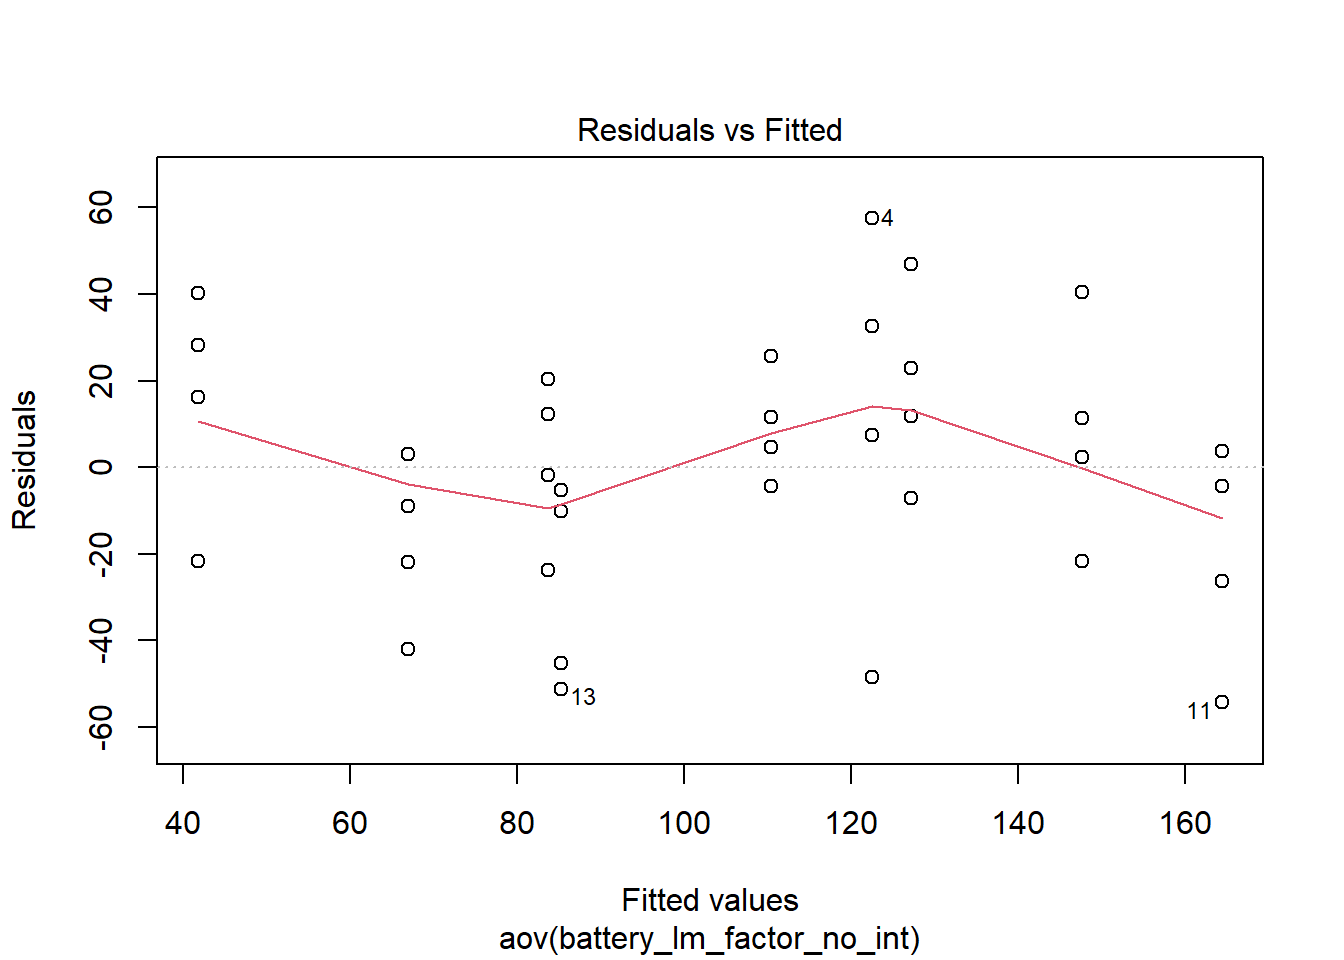 Residuals vs Fitted
Residuals
60
40
20
0
-20
-40
-60
4
13
11
40 60 80 100 120 140 160
Fitted values
aov(battery_lm_factor_no_int)